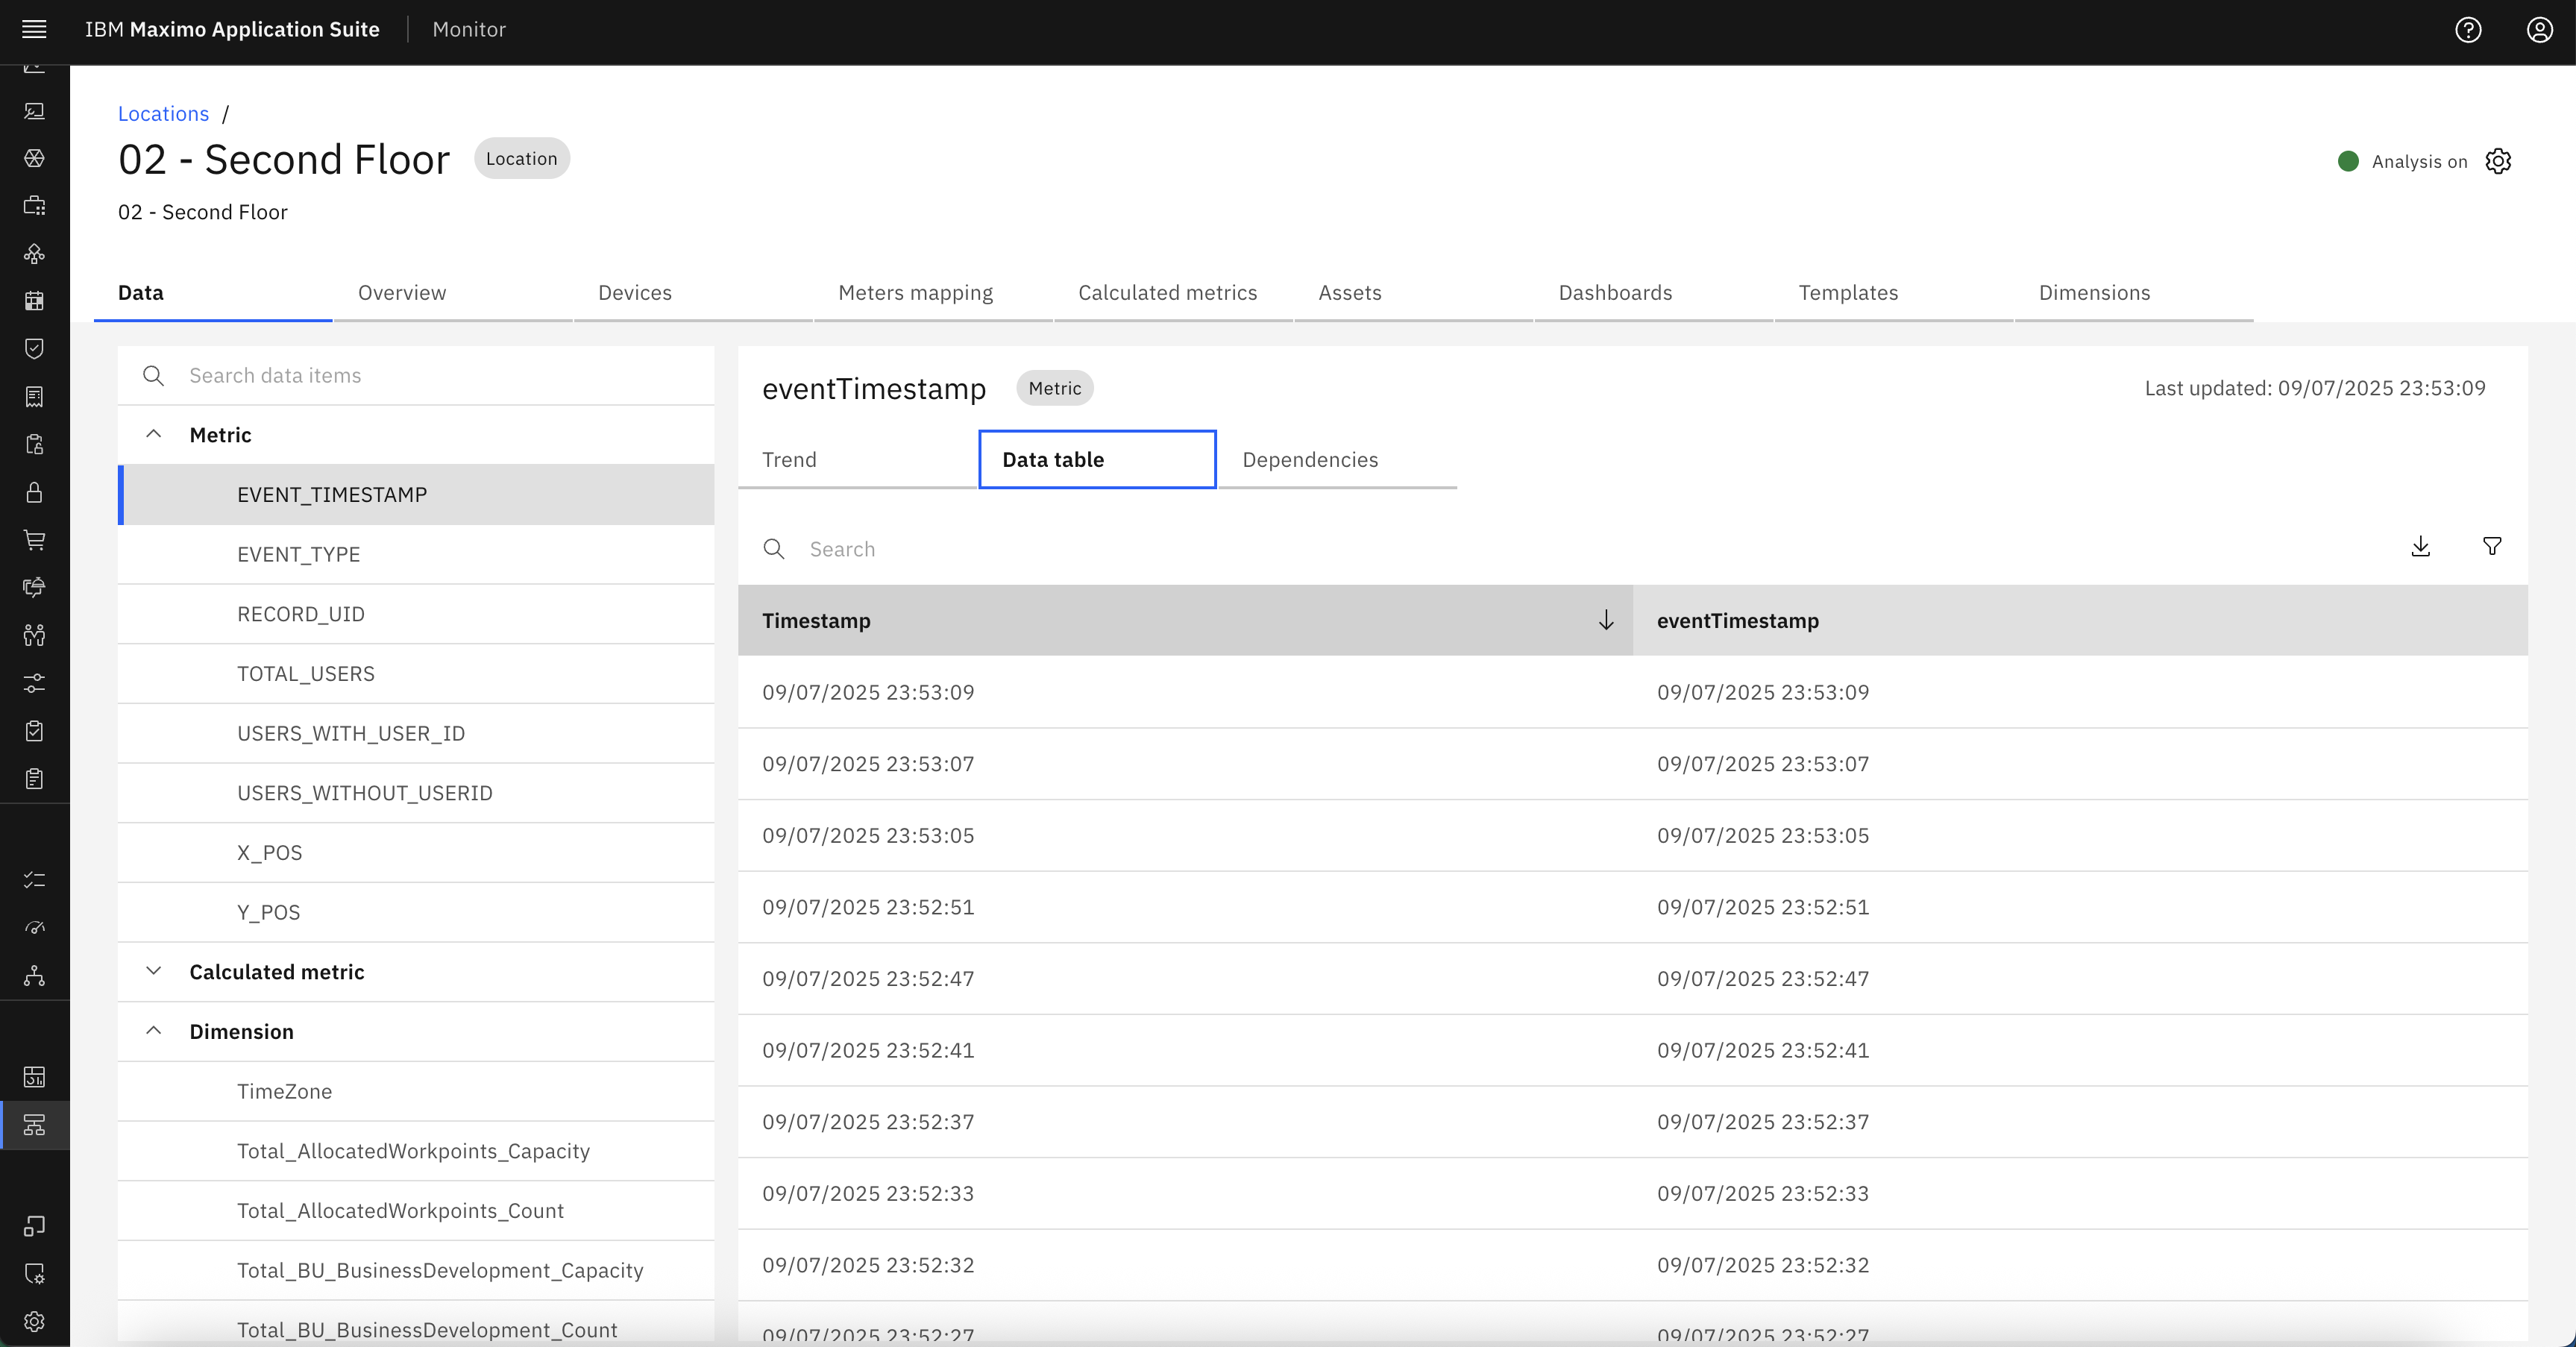 IBM Maximo Application Suite
Monitor
Locations /
02 - Second Floor
Location
Analysis on
02 - Second Floor
Data
Overview
Devices
Meters mapping
Calculated metrics
Assets
Dashboards
Templates
Dimensions
Search data items
Metric
EVENT_TIMESTAMP
EVENT_TYPE
RECORD_UID
TOTAL_USERS
USERS_WITH_USER_ID
USERS_WITHOUT_USERID
X_POS
Y_POS
Calculated metric
Dimension
TimeZone
Total_AllocatedWorkpoints_Capacity
Total_AllocatedWorkpoints_Count
Total_BU_BusinessDevelopment_Capacity
Total_BU_BusinessDevelopment_Count
eventTimestamp
Metric
Last updated: 09/07/2025 23:53:09
Trend
Data table
Dependencies
Search
Timestamp
eventTimestamp
09/07/2025 23:53:09 09/07/2025 23:53:09
09/07/2025 23:53:07 09/07/2025 23:53:07
09/07/2025 23:53:05 09/07/2025 23:53:05
09/07/2025 23:52:51 09/07/2025 23:52:51
09/07/2025 23:52:47 09/07/2025 23:52:47
09/07/2025 23:52:41 09/07/2025 23:52:41
09/07/2025 23:52:37 09/07/2025 23:52:37
09/07/2025 23:52:33 09/07/2025 23:52:33
09/07/2025 23:52:32 09/07/2025 23:52:32
09/07/2025 23:52:27 09/07/2025 23:52:27